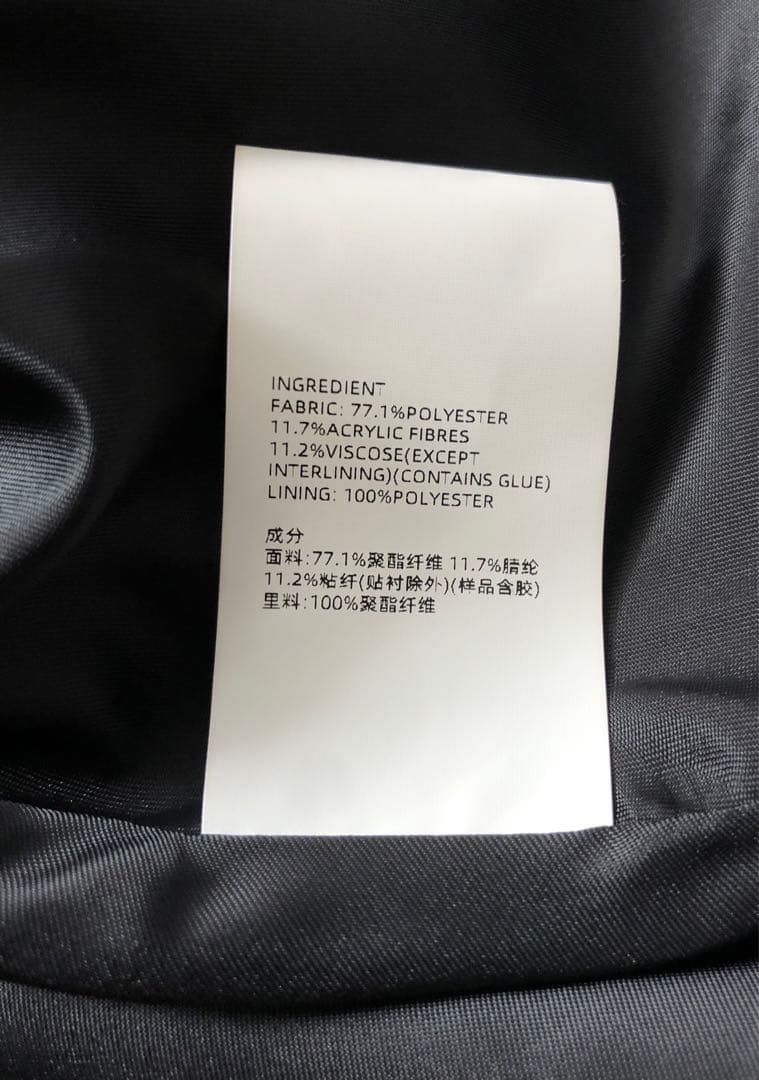 INGREDIENT
FABRIC: 77.1%POLYESTER
11.7%ACRYLIC FIBRES
11.2%VISCOSE(EXCEPT
INTERLINING)(CONTAINS GLUE)
LINING: 100%POLYESTER
成分
面料:77.1%聚酯纤维 11.7%腈纶
11.2%粘纤(贴衬除外)(样品含胶)
里料:100%聚酯纤维